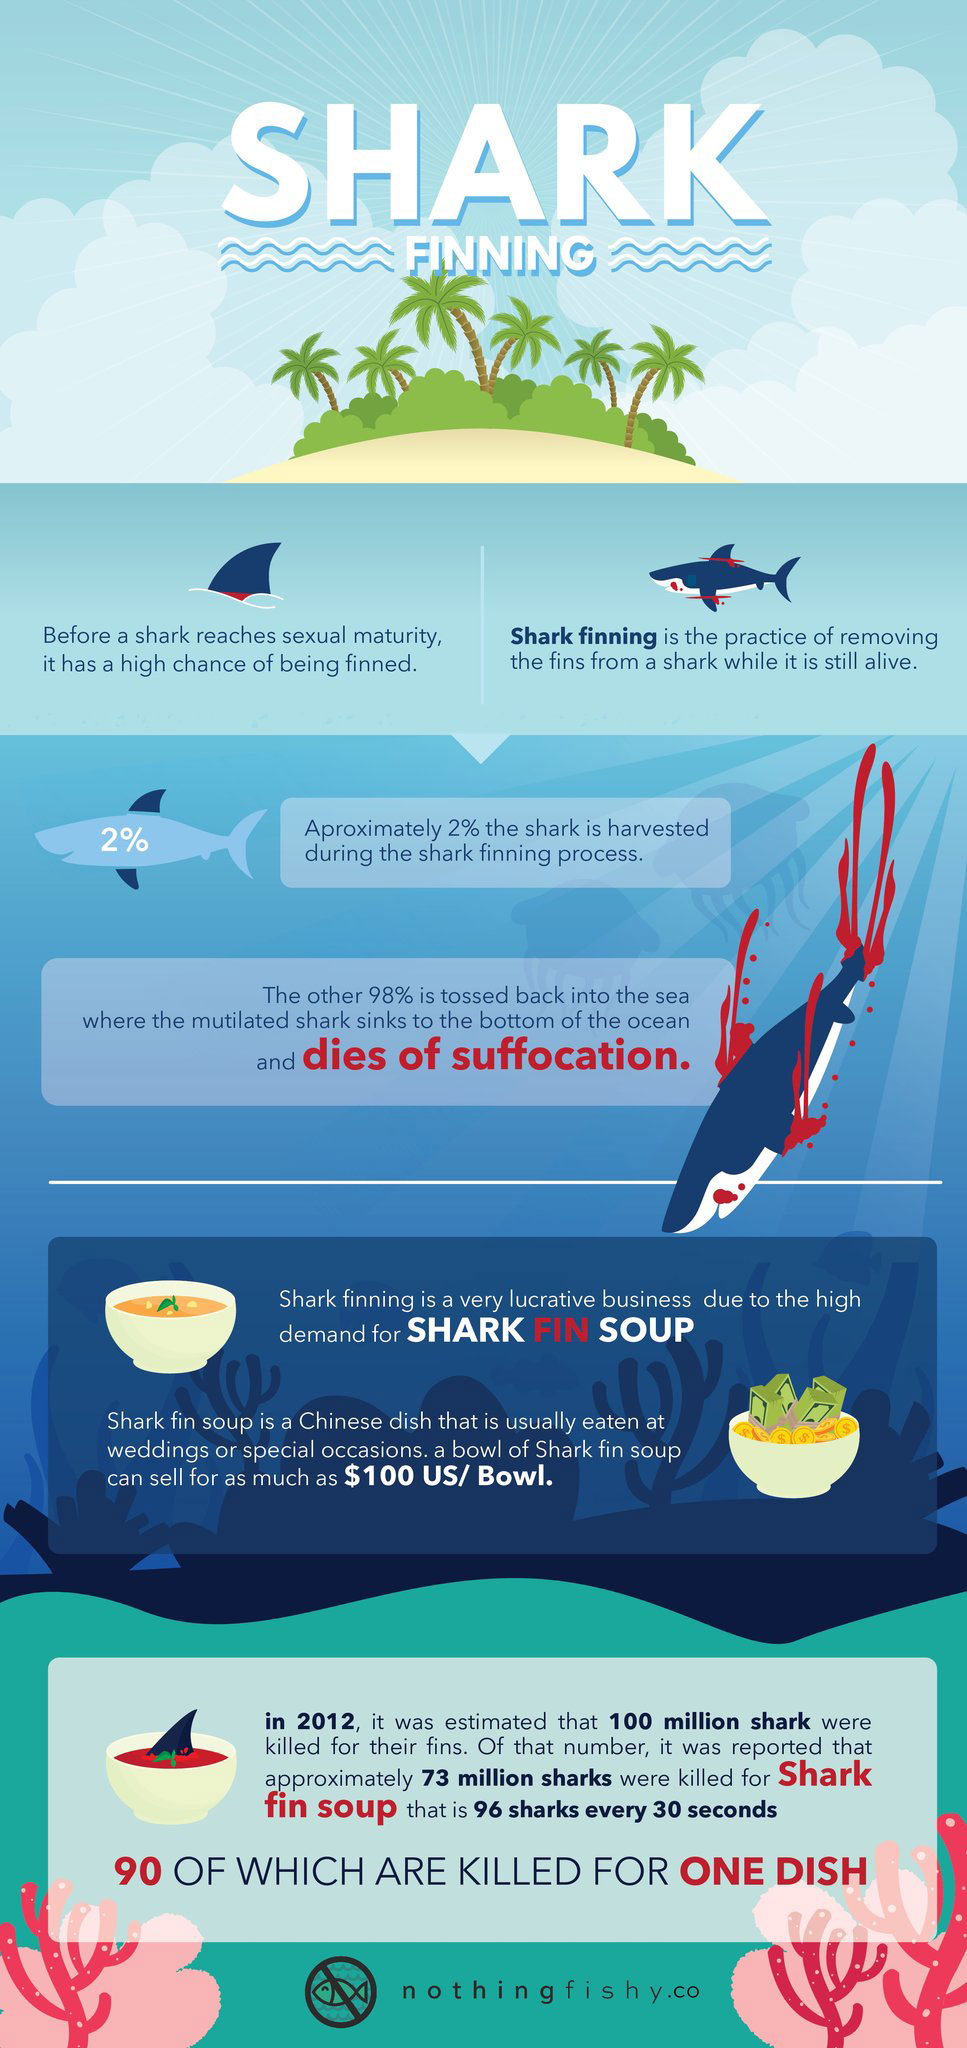 SHARK
FINNING
Before a shark reaches sexual maturity,
it has a high chance of being finned.
Shark finning is the practice of removing
the fins from a shark while it is still alive.
2%
Aproximately 2% the shark is harvested
during the shark finning process.
The other 98% is tossed back into the sea
where the mutilated shark sinks to the bottom of the ocean
and dies of suffocation.
Shark finning is a very lucrative business due to the high
demand for SHARK FIN SOUP
Shark fin soup is a Chinese dish that is usually eaten at
weddings or special occasions. a bowl of Shark fin soup
can sell for as much as $100 US/ Bowl.
in 2012, it was estimated that 100 million shark were
killed for their fins. Of that number, it was reported that
approximately 73 million sharks were killed for Shark
fin soup that is 96 sharks every 30 seconds
90 OF WHICH ARE KILLED FOR ONE DISH
nothingfishy.co